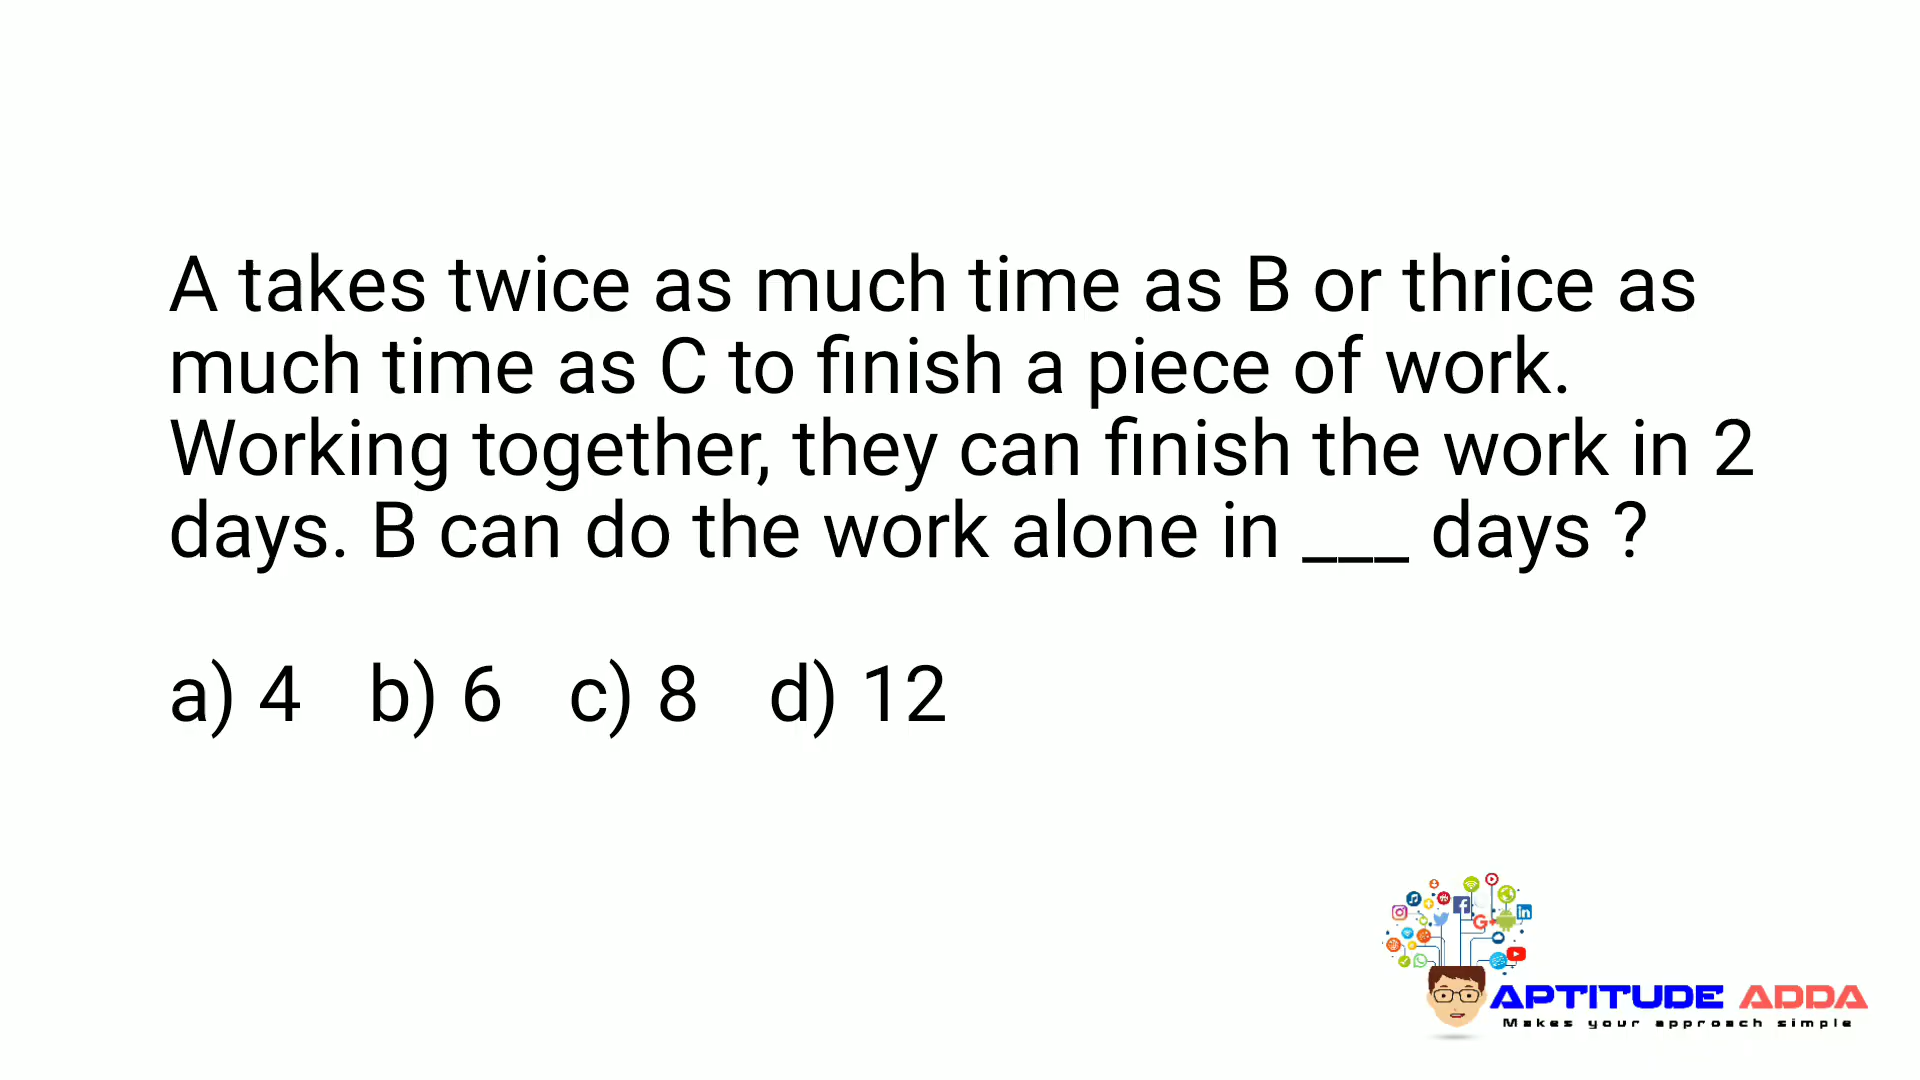 A takes twice as much time as B or thrice as
much time as C to finish a piece of work.
Working together, they can finish the work in 2
days. B can do the work alone in ___ days ?
a) 4 b) 6 c) 8 d) 12
APTITUDE ADDA
Makes your approach simple